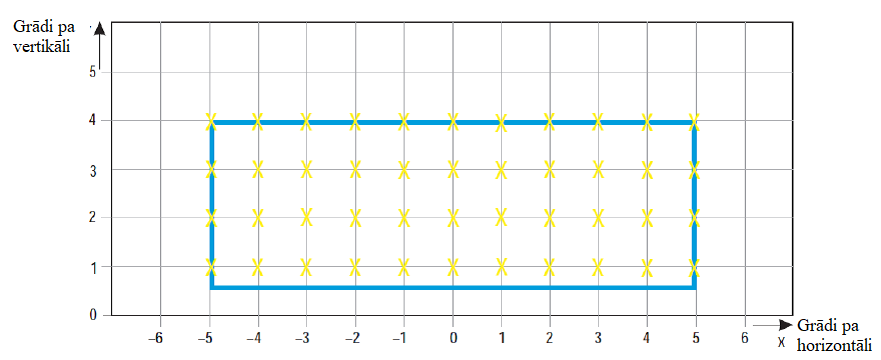 Grādi pa
vertikāli
5
4
3
2
1
0
–6 –5 –4 –3 –2 –1 0 1 2 3 4 5 6 x
Grādi pa
horizontāli